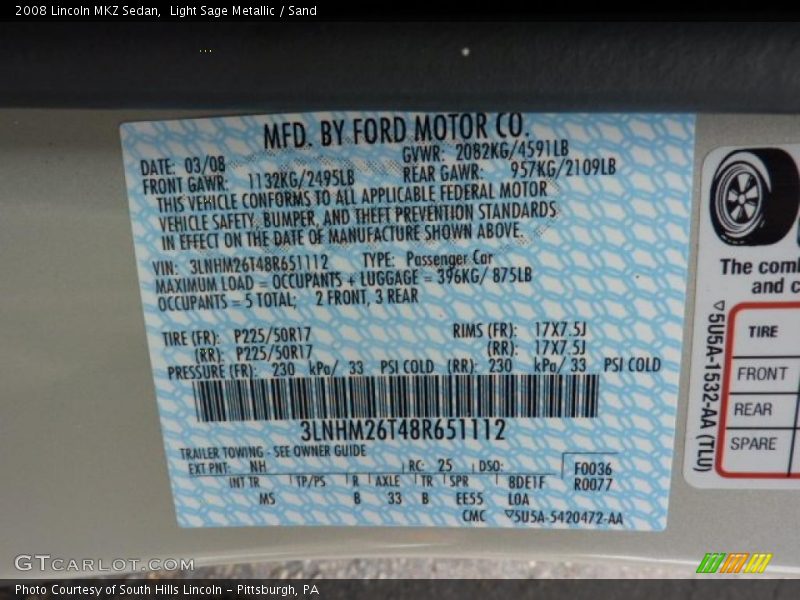 2008 Lincoln MKZ Sedan, Light Sage Metallic / Sand
MFD. BY FORD MOTOR CO.
DATE: 03/08 GVWR: 2082KG/4591LB
FRONT GAWR: 1132KG/2495LB REAR GAWR: 957KG/2109LB
THIS VEHICLE CONFORMS TO ALL APPLICABLE FEDERAL MOTOR
VEHICLE SAFETY, BUMPER, AND THEFT PREVENTION STANDARDS
IN EFFECT ON THE DATE OF MANUFACTURE SHOWN ABOVE.
VIN: 3LNHM26T48R651112 TYPE: Passenger Car
MAXIMUM LOAD = OCCUPANTS + LUGGAGE = 396KG/ 875LB
OCCUPANTS = 5 TOTAL; 2 FRONT, 3 REAR
TIRE (FR): P225/50R17 RIMS (FR): 17X7.5J
(RR): P225/50R17 (RR): 17X7.5J
PRESSURE (FR): 230 kPa/ 33 PSI COLD (RR): 230 kPa/ 33 PSI COLD
3LNHM26T48R651112
TRAILER TOWING - SEE OWNER GUIDE
EXT PNT: NH RC: 25 DSO: F0036
INT TR TP/PS R AXLE TR SPR 8DE1F R0077
MS B 33 B EE55 LOA
CMC ▽5U5A-5420472-AA
The comb
and c
▽5U5A-1532-AA (TLU)
TIRE
FRONT
REAR
SPARE
GTCARLOT.COM
Photo Courtesy of South Hills Lincoln - Pittsburgh, PA